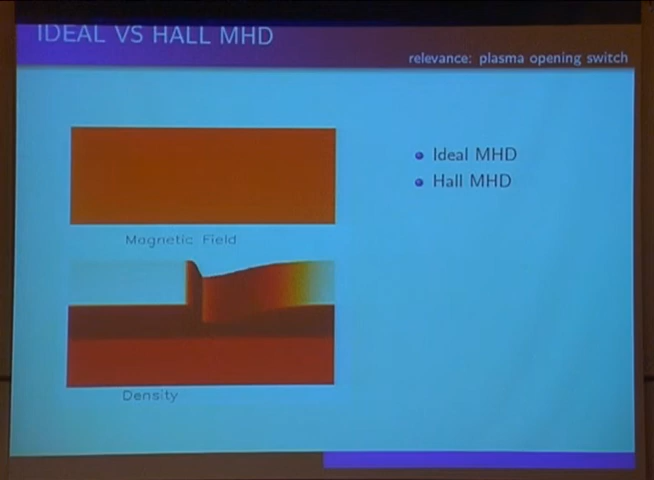 IDEAL VS HALL MHD
relevance: plasma opening switch
Ideal MHD
Hall MHD
Magnetic Field
Density